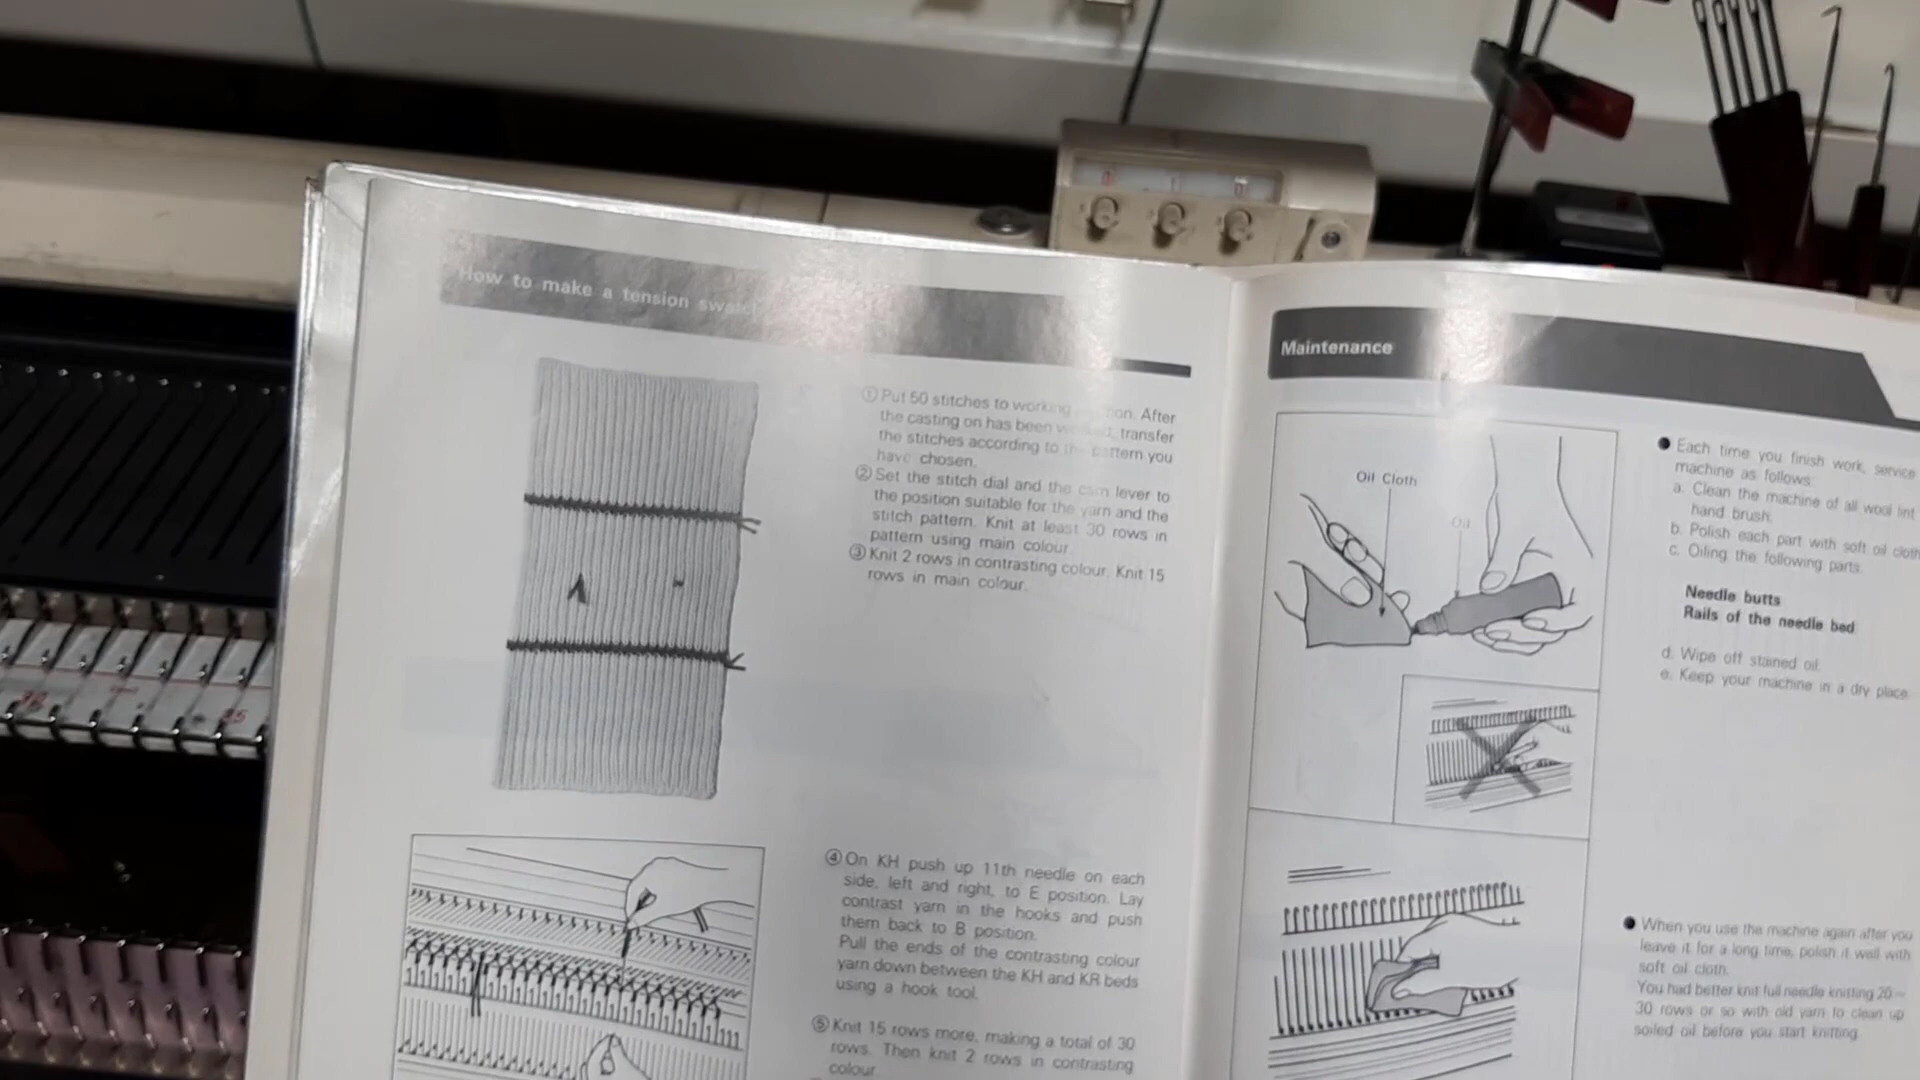 How to make a tension swatch
① Put 50 stitches to working After
the casting on has been transfer
the stitches according to the pattern you
have chosen.
② Set the stitch dial and the cam lever to
the position suitable for the yarn and the
stitch pattern. Knit at least 30 rows in
pattern using main colour.
③ Knit 2 rows in contrasting colour. Knit 15
rows in main colour.
④ On KH push up 11th needle on each
side, left and right, to E position. Lay
contrast yarn in the hooks and push
them back to B position.
Pull the ends of the contrasting colour
yarn down between the KH and KR beds
using a hook tool.
⑤ Knit 15 rows more, making a total of 30
rows. Then knit 2 rows in contrasting
colour.
Maintenance
Oil Cloth
Oil
● Each time you finish work, service
machine as follows.
a. Clean the machine of all wool lint
hand brush.
b. Polish each part with soft oil cloth
c. Oiling the following parts.
Needle butts
Rails of the needle bed
d. Wipe off stained oil.
e. Keep your machine in a dry place.
● When you use the machine again after you
leave it for a long time, polish it well with
soft oil cloth.
You had better knit full needle knitting 20~
30 rows or so with old yarn to clean up
soiled oil before you start knitting.